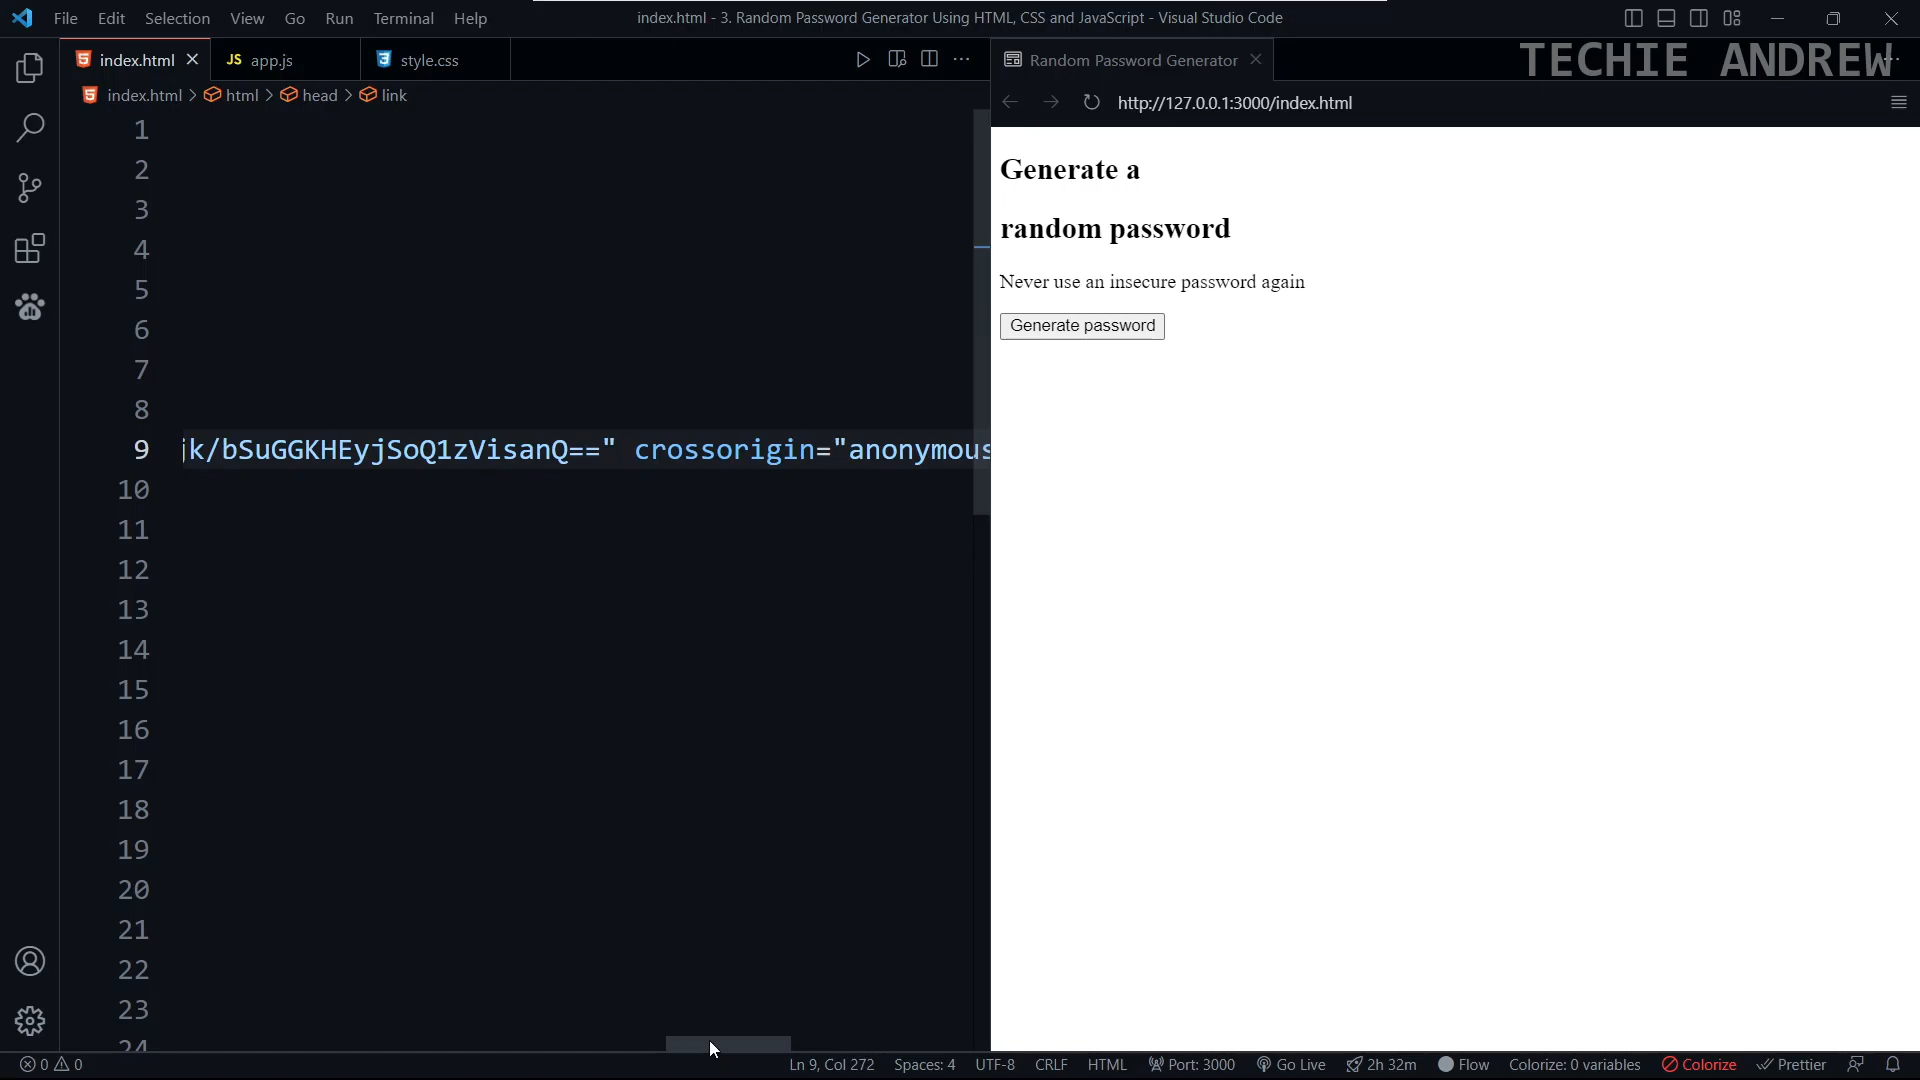 File Edit Selection View Go Run Terminal Help
index.html - 3. Random Password Generator Using HTML, CSS and JavaScript - Visual Studio Code
index.html
JS app.js
style.css
Random Password Generator
TECHIE ANDREW
index.html > html > head > link
http://127.0.0.1:3000/index.html
1
2
3
4
5
6
7
8
9 k/bSuGGKHEyjSoQ1zVisanQ==" crossorigin="anonymous
10
11
12
13
14
15
16
17
18
19
20
21
22
23
24
Generate a
random password
Never use an insecure password again
Generate password
0 0
Ln 9, Col 272 Spaces: 4 UTF-8 CRLF HTML Port: 3000 Go Live 2h 32m Flow Colorize: 0 variables Colorize Prettier